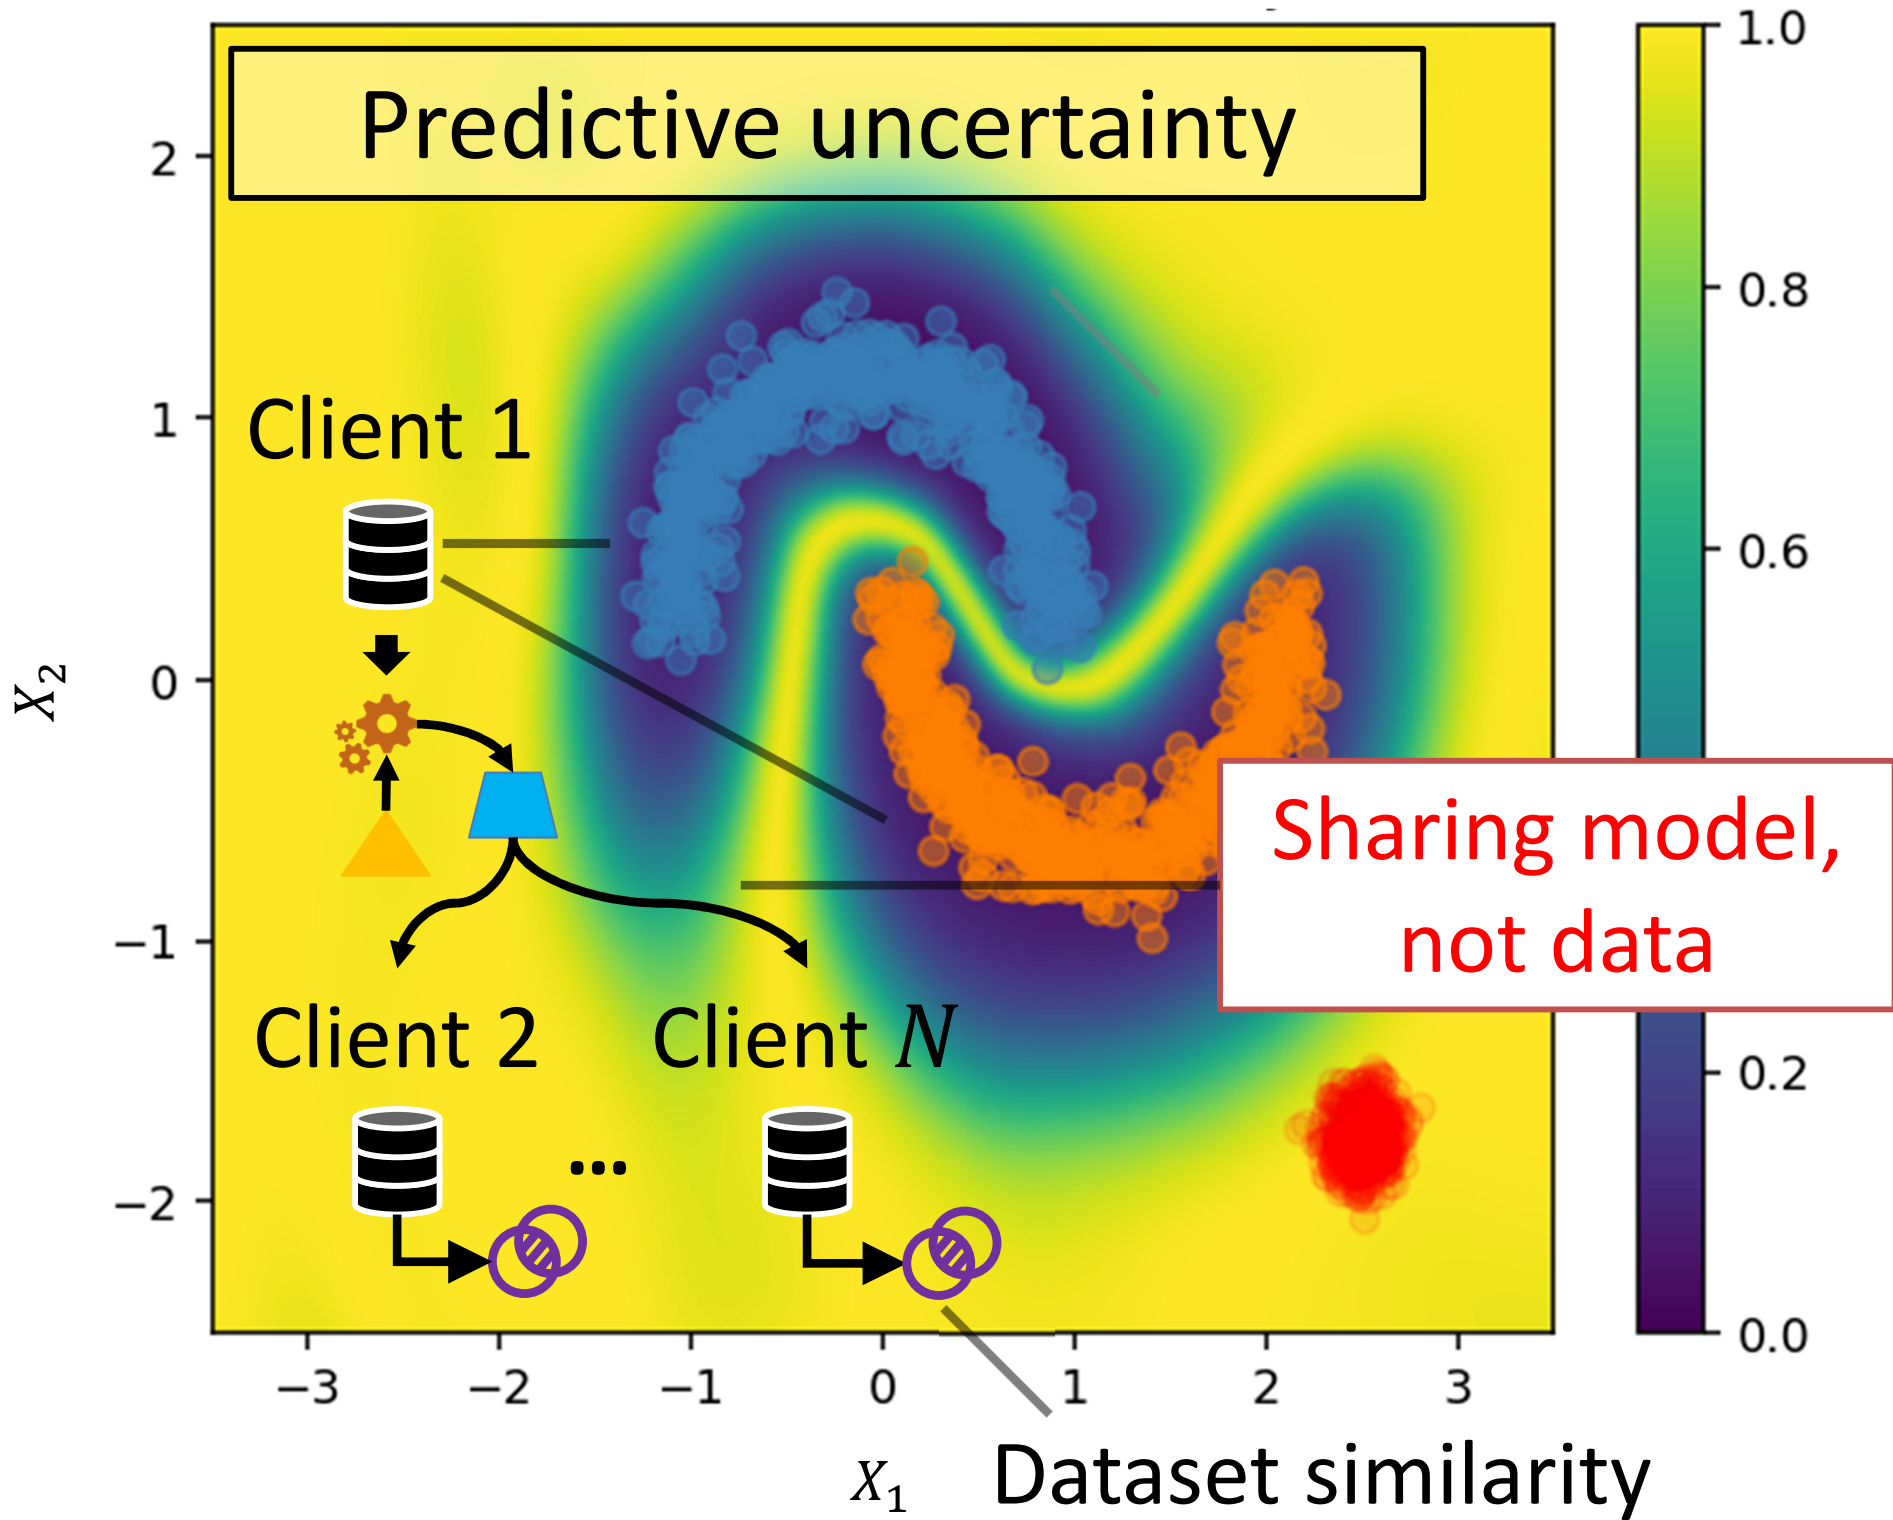 Predictive uncertainty
1.0
0.8
0.6
0.2
0.0
2
1
0
−1
−2
X₂
Client 1
Sharing model,
not data
Client 2
Client N
...
−3 −2 −1 0 1 2 3
X₁
Dataset similarity